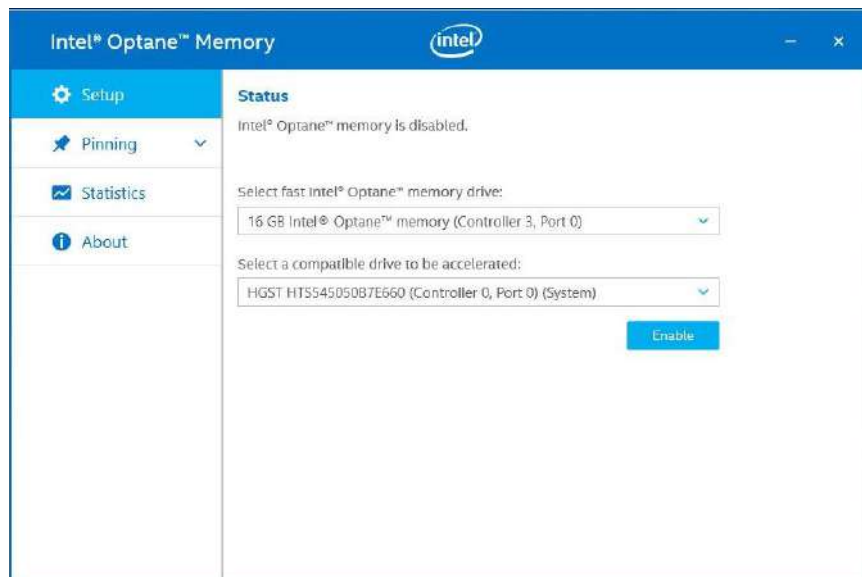 Intel® Optane™ Memory
intel
Setup
Pinning
Statistics
About
Status
Intel® Optane™ memory is disabled.
Select fast Intel® Optane™ memory drive:
16 GB Intel® Optane™ memory (Controller 3, Port 0)
Select a compatible drive to be accelerated:
HGST HTS545050B7E660 (Controller 0, Port 0) (System)
Enable